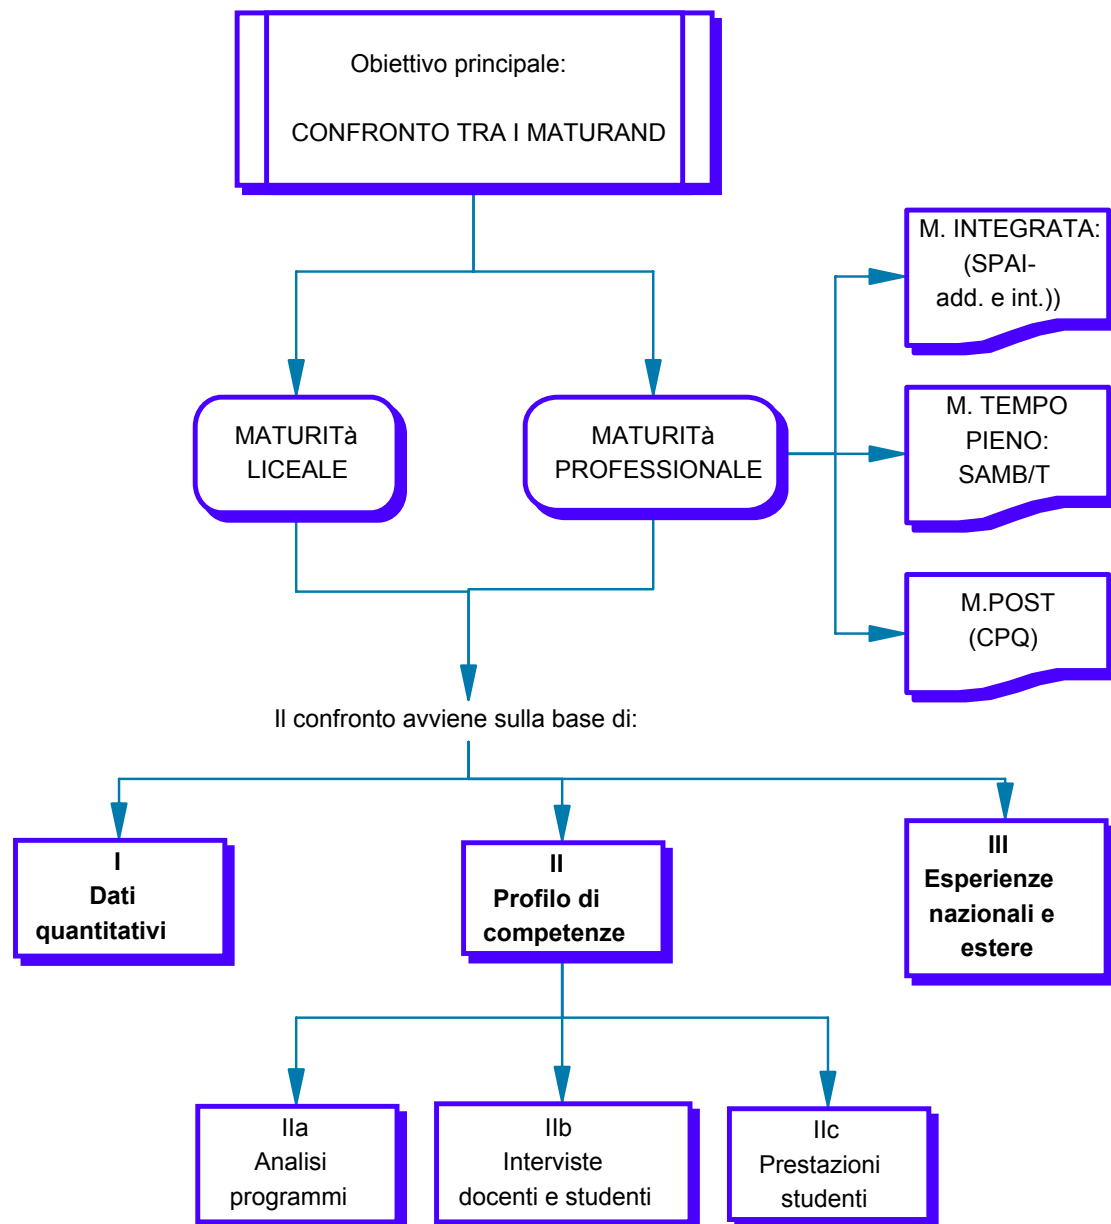 Obiettivo principale:
CONFRONTO TRA I MATURAND
M. INTEGRATA:
(SPAI-
add. e int.))
MATURITà
LICEALE
MATURITà
PROFESSIONALE
M. TEMPO
PIENO:
SAMB/T
M.POST
(CPQ)
Il confronto avviene sulla base di:
I
Dati
quantitativi
II
Profilo di
competenze
III
Esperienze
nazionali e
estere
IIa
Analisi
programmi
IIb
Interviste
docenti e studenti
IIc
Prestazioni
studenti